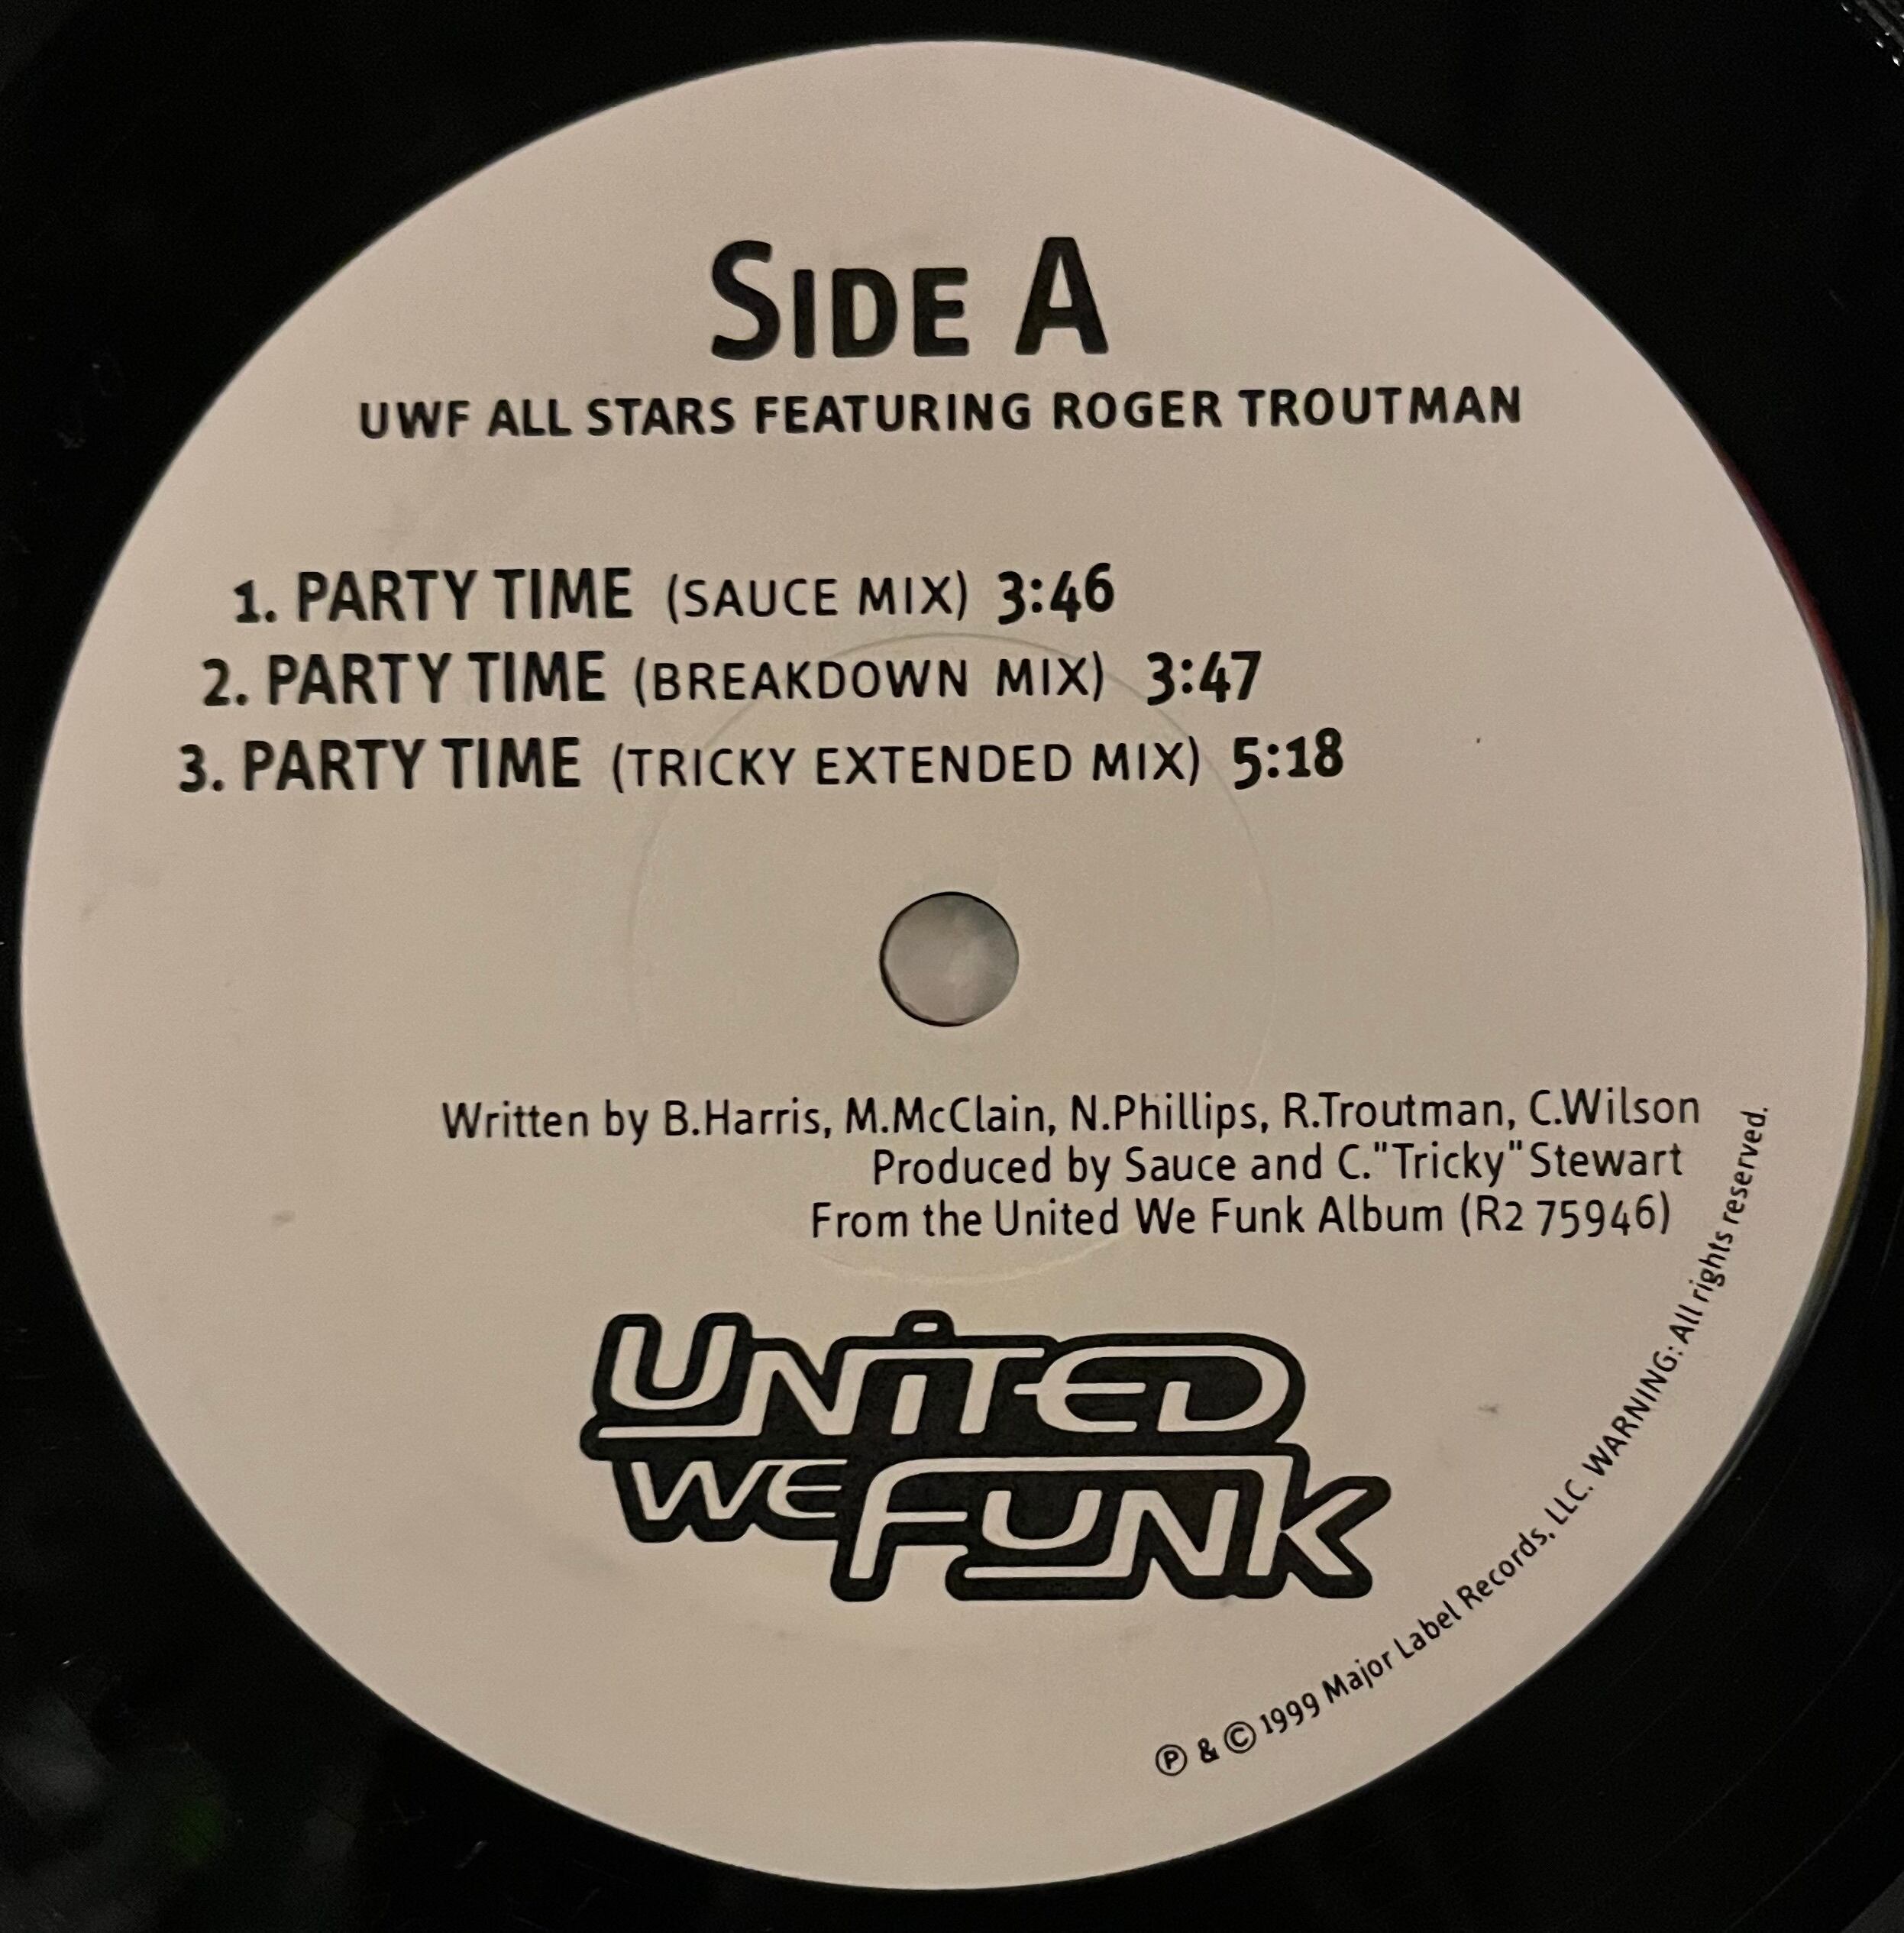 SIDE A
UWF ALL STARS FEATURING ROGER TROUTMAN
1. PARTY TIME (SAUCE MIX) 3:46
2. PARTY TIME (BREAKDOWN MIX) 3:47
3. PARTY TIME (TRICKY EXTENDED MIX) 5:18
Written by B.Harris, M.McClain, N.Phillips, R.Troutman, C.Wilson
Produced by Sauce and C."Tricky"Stewart
From the United We Funk Album (R2 75946)
UNITED
WE FUNK
℗ & © 1999 Major Label Records, LLC. WARNING: All rights reserved.